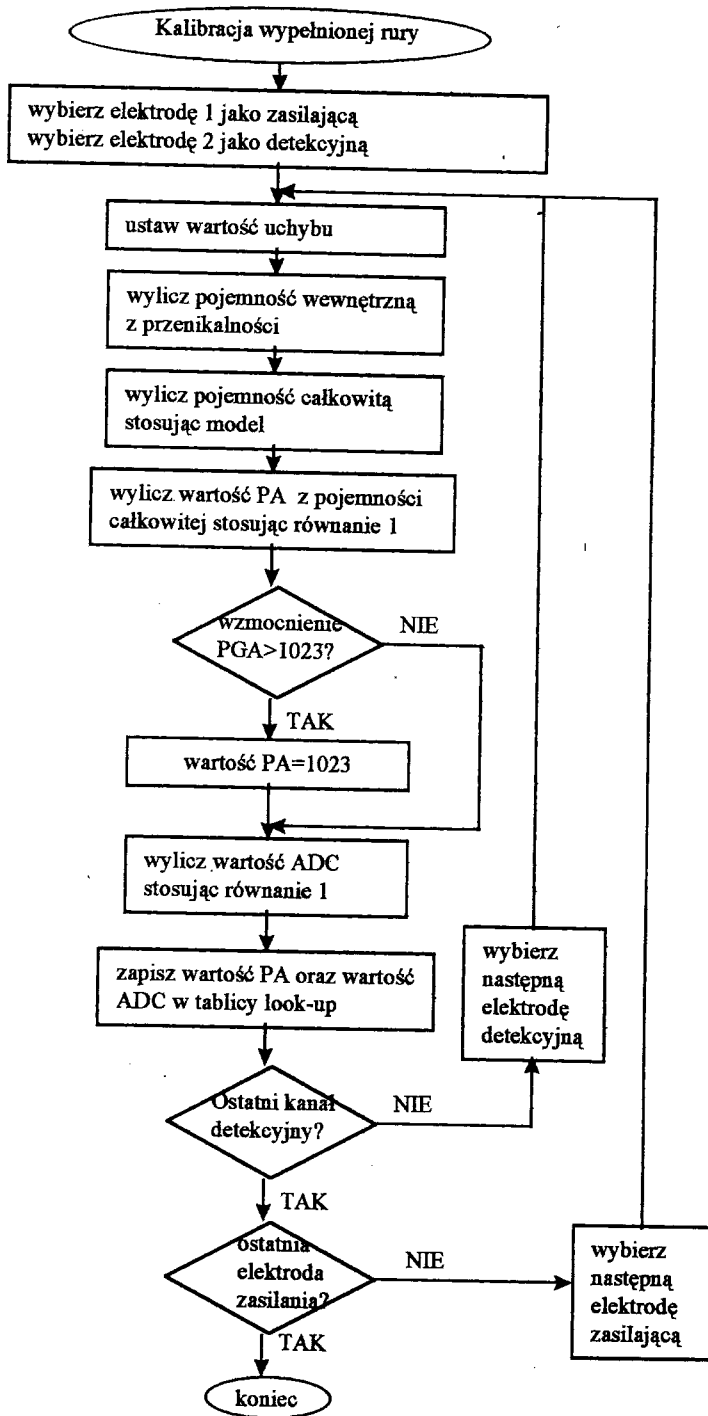 Kalibracja wypełnionej rury
wybierz elektrodę 1 jako zasilającą
wybierz elektrodę 2 jako detekcyjną
ustaw wartość uchybu
wylicz pojemność wewnętrzną
z przenikalności
wylicz pojemność całkowitą
stosując model
wylicz wartość PA z pojemności
całkowitej stosując równanie 1
wzmocnienie
PGA>1023?
NIE
TAK
wartość PA=1023
wylicz wartość ADC
stosując równanie 1
zapisz wartość PA oraz wartość
ADC w tablicy look-up
wybierz
następną
elektrodę
detekcyjną
Ostatni kanał
detekcyjny?
NIE
TAK
ostatnia
elektroda
zasilania?
NIE
wybierz
następną
elektrodę
zasilającą
TAK
koniec